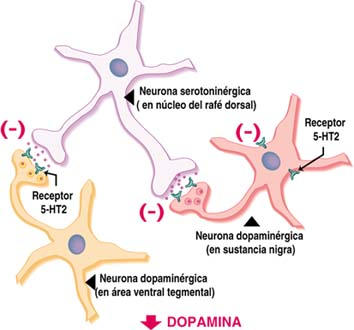 Neurona serotoninérgica
( en núcleo del rafé dorsal)
(-)
(-)
Receptor
5-HT2
Receptor
5-HT2
(-)
Neurona dopaminérgica
(en sustancia nigra)
Neurona dopaminérgica
(en área ventral tegmental)
DOPAMINA